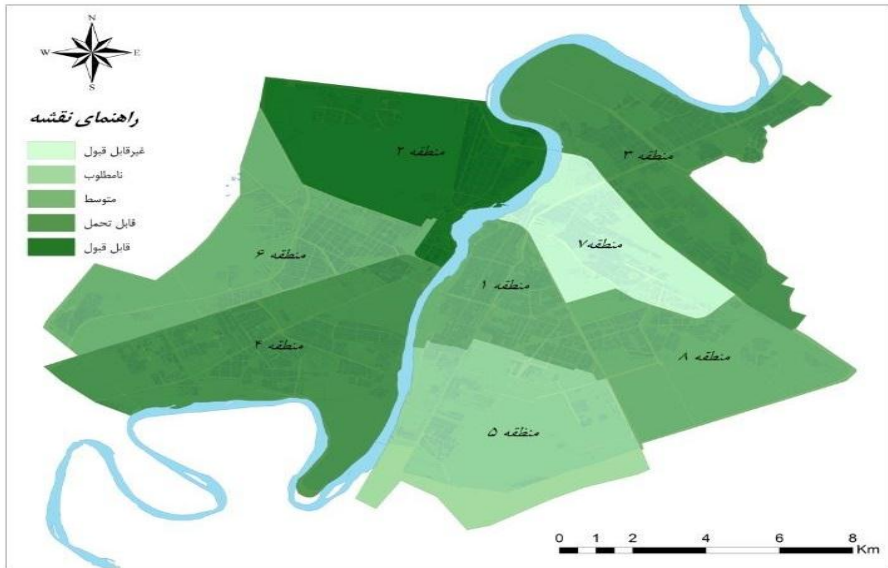 N
W E
S
راهنمای نقشه
غیرقابل قبول
نامطلوب
متوسط
قابل تحمل
قابل قبول
منطقه ۲
منطقه ۳
منطقه ۷
منطقه ۶
منطقه ۱
منطقه ۴
منطقه ۸
منطقه ۵
0 1 2 4 6 8
Km